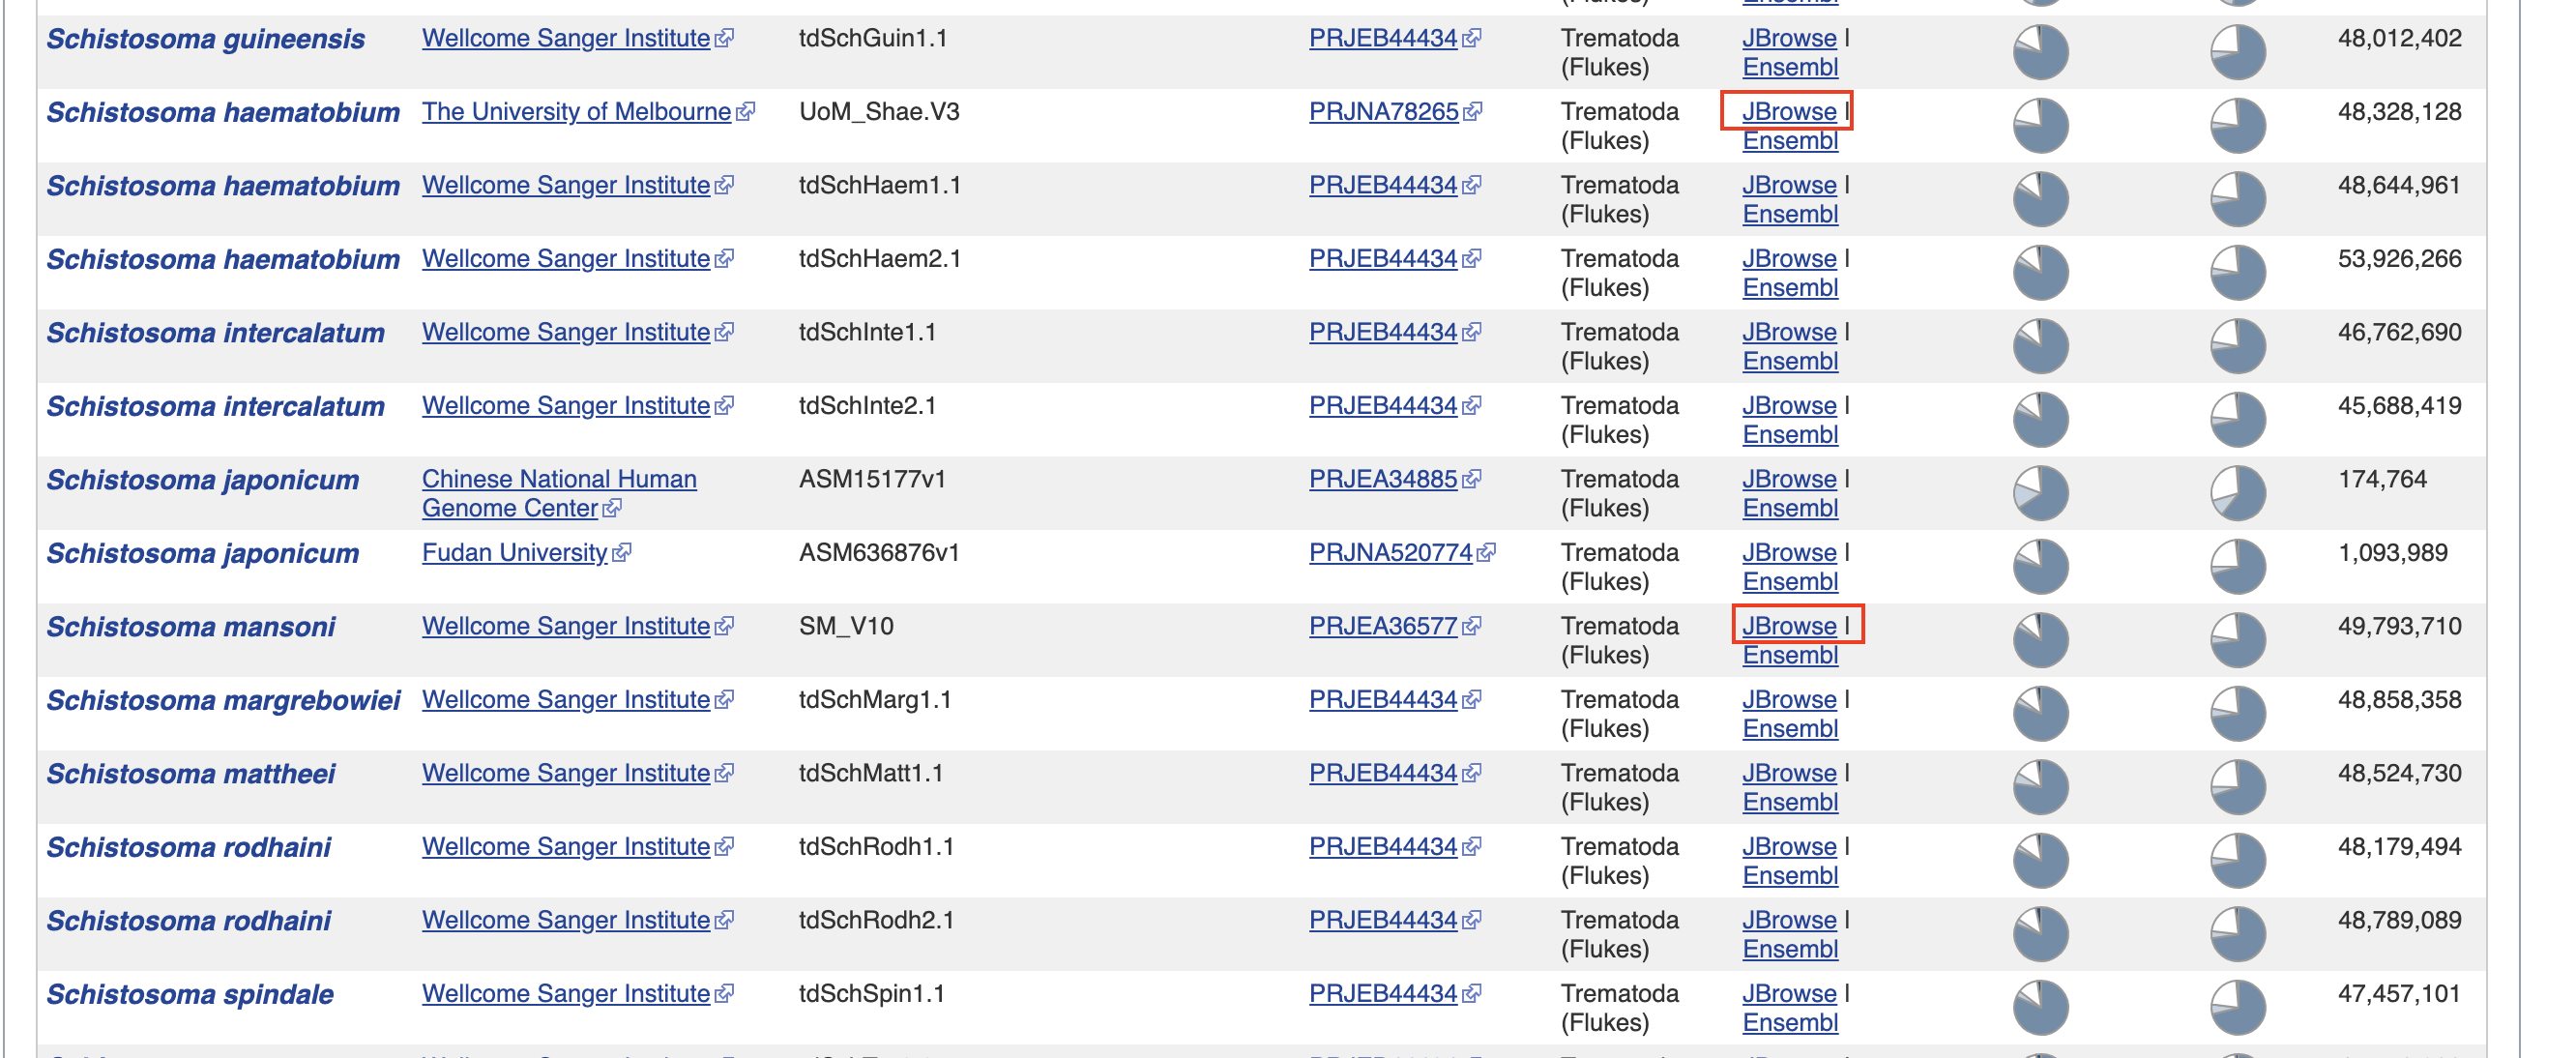 Schistosoma guineensis Wellcome Sanger Institute tdSchGuin1.1 PRJEB44434 Trematoda JBrowse | 48,012,402
(Flukes) Ensembl
Schistosoma haematobium The University of Melbourne UoM_Shae.V3 PRJNA78265 Trematoda JBrowse | 48,328,128
(Flukes) Ensembl
Schistosoma haematobium Wellcome Sanger Institute tdSchHaem1.1 PRJEB44434 Trematoda JBrowse | 48,644,961
(Flukes) Ensembl
Schistosoma haematobium Wellcome Sanger Institute tdSchHaem2.1 PRJEB44434 Trematoda JBrowse | 53,926,266
(Flukes) Ensembl
Schistosoma intercalatum Wellcome Sanger Institute tdSchInte1.1 PRJEB44434 Trematoda JBrowse | 46,762,690
(Flukes) Ensembl
Schistosoma intercalatum Wellcome Sanger Institute tdSchInte2.1 PRJEB44434 Trematoda JBrowse | 45,688,419
(Flukes) Ensembl
Schistosoma japonicum Chinese National Human ASM15177v1 PRJEA34885 Trematoda JBrowse | 174,764
Genome Center (Flukes) Ensembl
Schistosoma japonicum Fudan University ASM636876v1 PRJNA520774 Trematoda JBrowse | 1,093,989
(Flukes) Ensembl
Schistosoma mansoni Wellcome Sanger Institute SM_V10 PRJEA36577 Trematoda JBrowse | 49,793,710
(Flukes) Ensembl
Schistosoma margrebowiei Wellcome Sanger Institute tdSchMarg1.1 PRJEB44434 Trematoda JBrowse | 48,858,358
(Flukes) Ensembl
Schistosoma mattheei Wellcome Sanger Institute tdSchMatt1.1 PRJEB44434 Trematoda JBrowse | 48,524,730
(Flukes) Ensembl
Schistosoma rodhaini Wellcome Sanger Institute tdSchRodh1.1 PRJEB44434 Trematoda JBrowse | 48,179,494
(Flukes) Ensembl
Schistosoma rodhaini Wellcome Sanger Institute tdSchRodh2.1 PRJEB44434 Trematoda JBrowse | 48,789,089
(Flukes) Ensembl
Schistosoma spindale Wellcome Sanger Institute tdSchSpin1.1 PRJEB44434 Trematoda JBrowse | 47,457,101
(Flukes) Ensembl